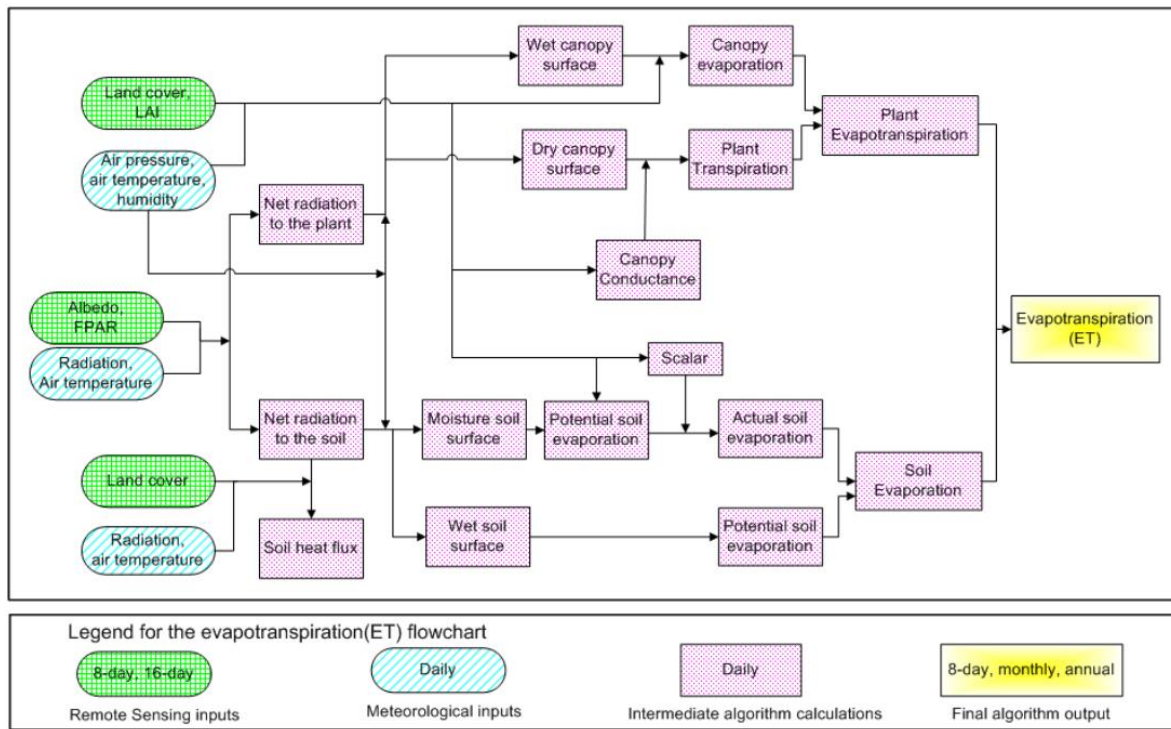 Wet canopy
surface
Canopy
evaporation
Land cover,
LAI
Plant
Evapotranspiration
Air pressure,
air temperature,
humidity
Dry canopy
surface
Plant
Transpiration
Net radiation
to the plant
Canopy
Conductance
Albedo,
FPAR
Evapotranspiration
(ET)
Radiation,
Air temperature
Scalar
Net radiation
to the soil
Moisture soil
surface
Potential soil
evaporation
Actual soil
evaporation
Land cover
Soil
Evaporation
Radiation,
air temperature
Soil heat flux
Wet soil
surface
Potential soil
evaporation
Legend for the evapotranspiration(ET) flowchart
8-day, 16-day
Daily
Daily
8-day, monthly, annual
Remote Sensing inputs
Meteorological inputs
Intermediate algorithm calculations
Final algorithm output